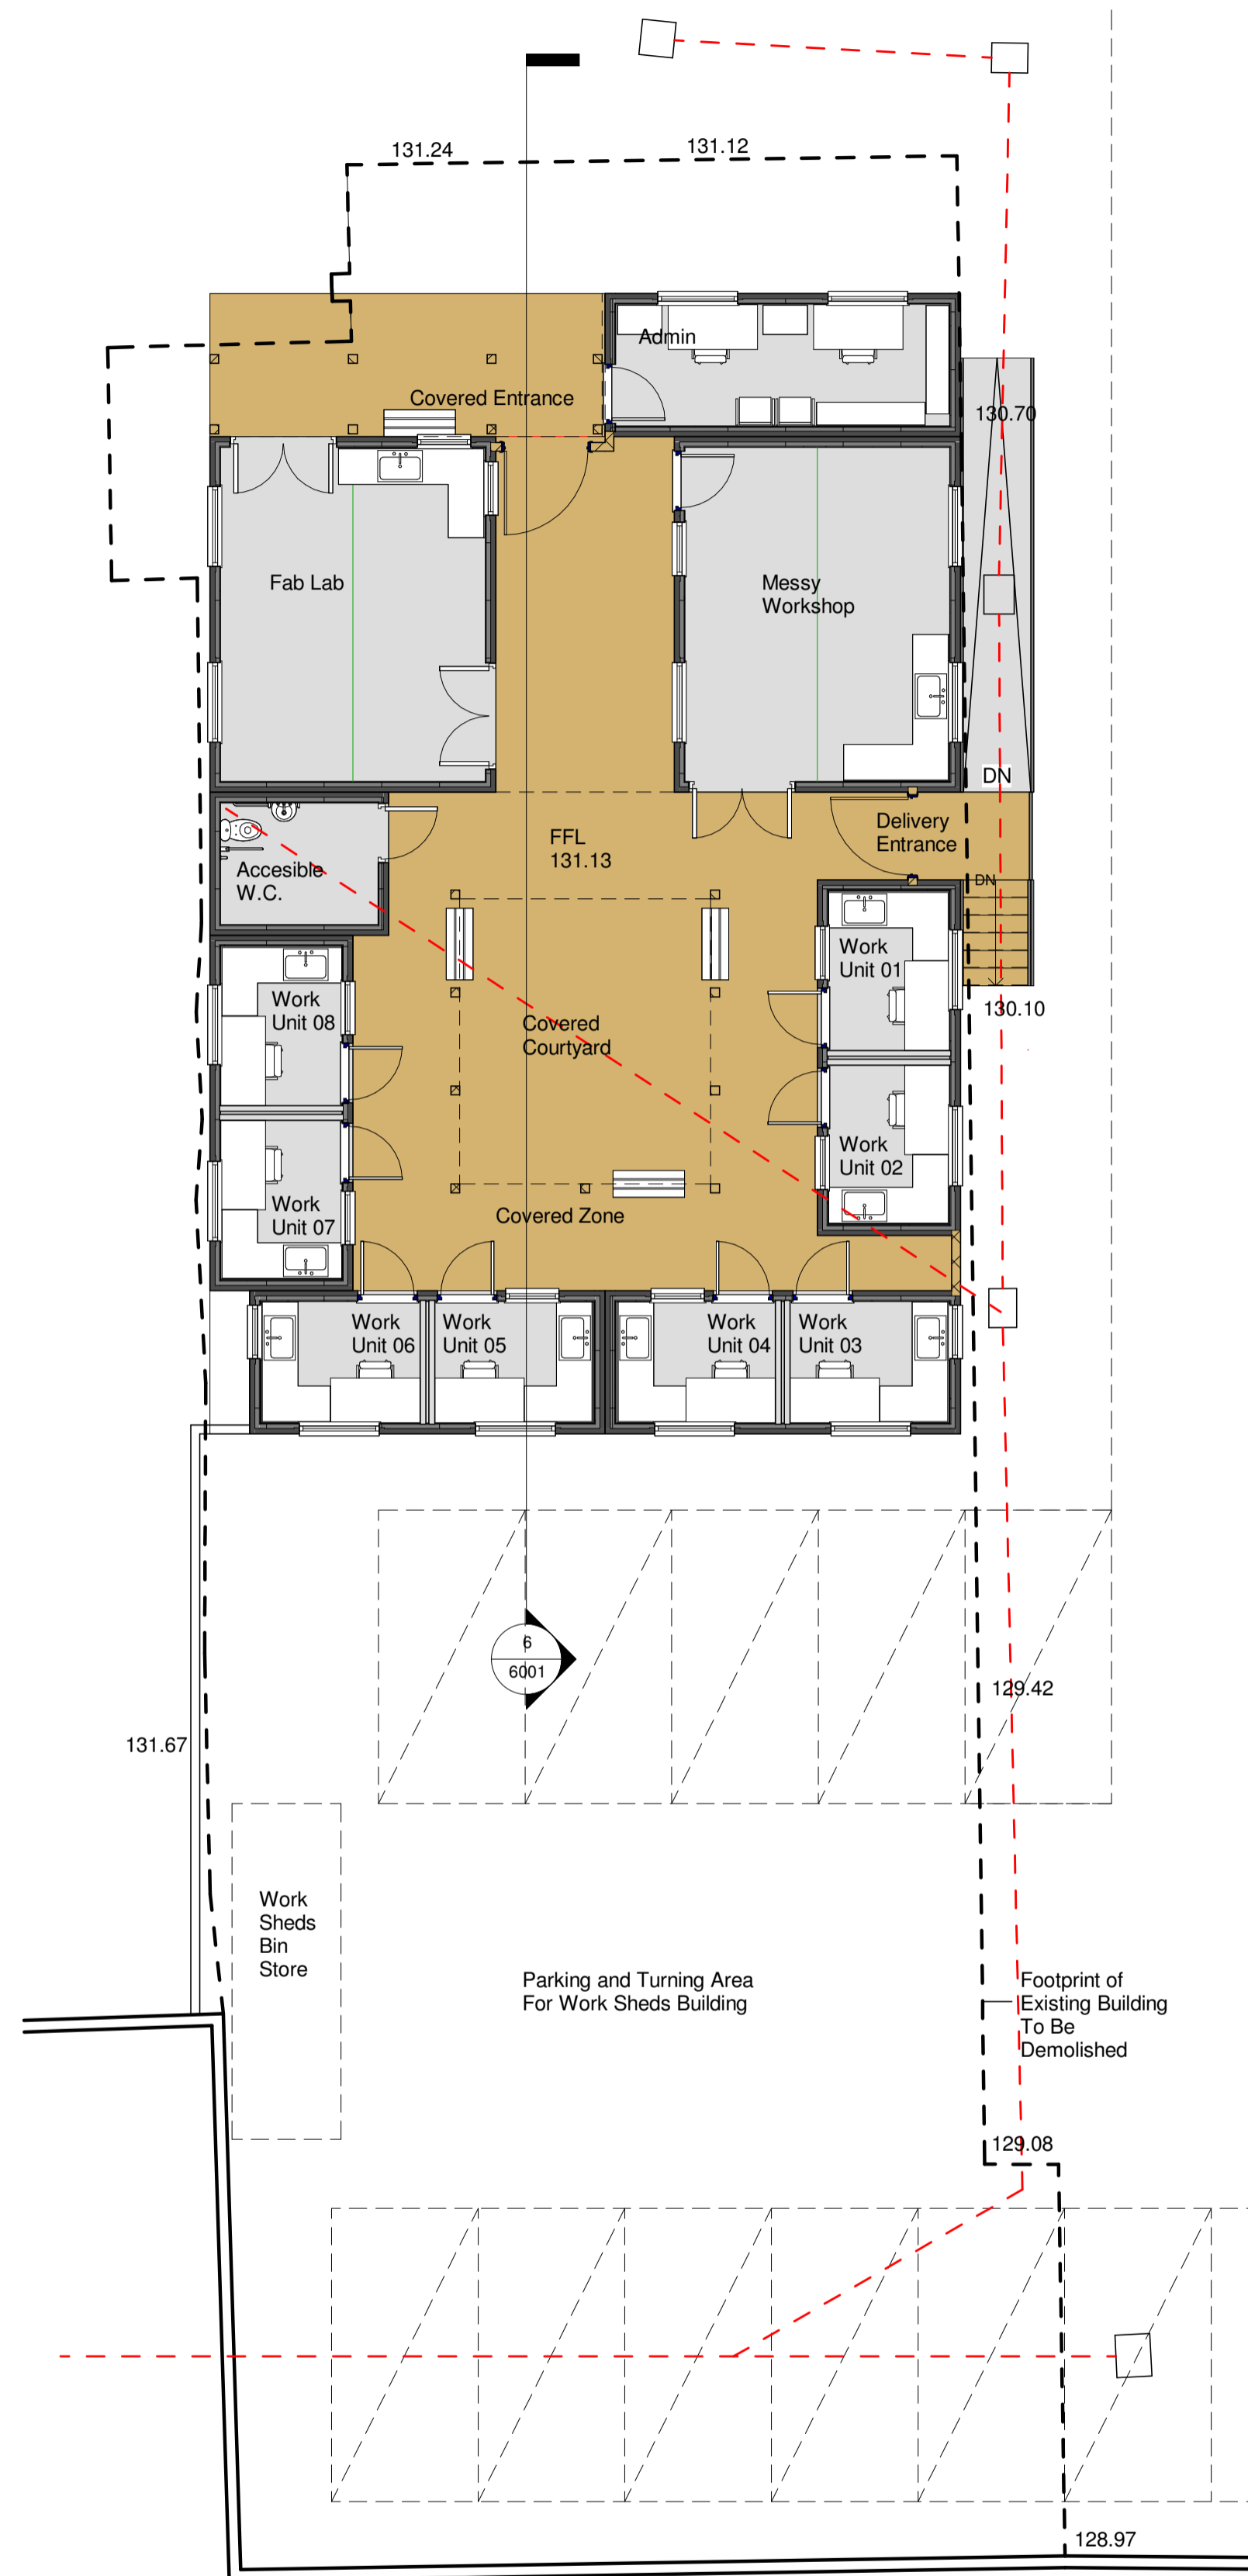 131.24
131.12
Admin
Covered Entrance
130.70
Fab Lab
Messy
Workshop
DN
Delivery
Entrance
FFL
131.13
Accesible
W.C.
DN
Work
Unit 01
Work
Unit 08
130.10
Covered
Courtyard
Work
Unit 02
Work
Unit 07
Covered Zone
Work
Unit 06
Work
Unit 05
Work
Unit 04
Work
Unit 03
6
6001
129.42
131.67
Work
Sheds
Bin
Store
Parking and Turning Area
For Work Sheds Building
Footprint of
Existing Building
To Be
Demolished
129.08
128.97